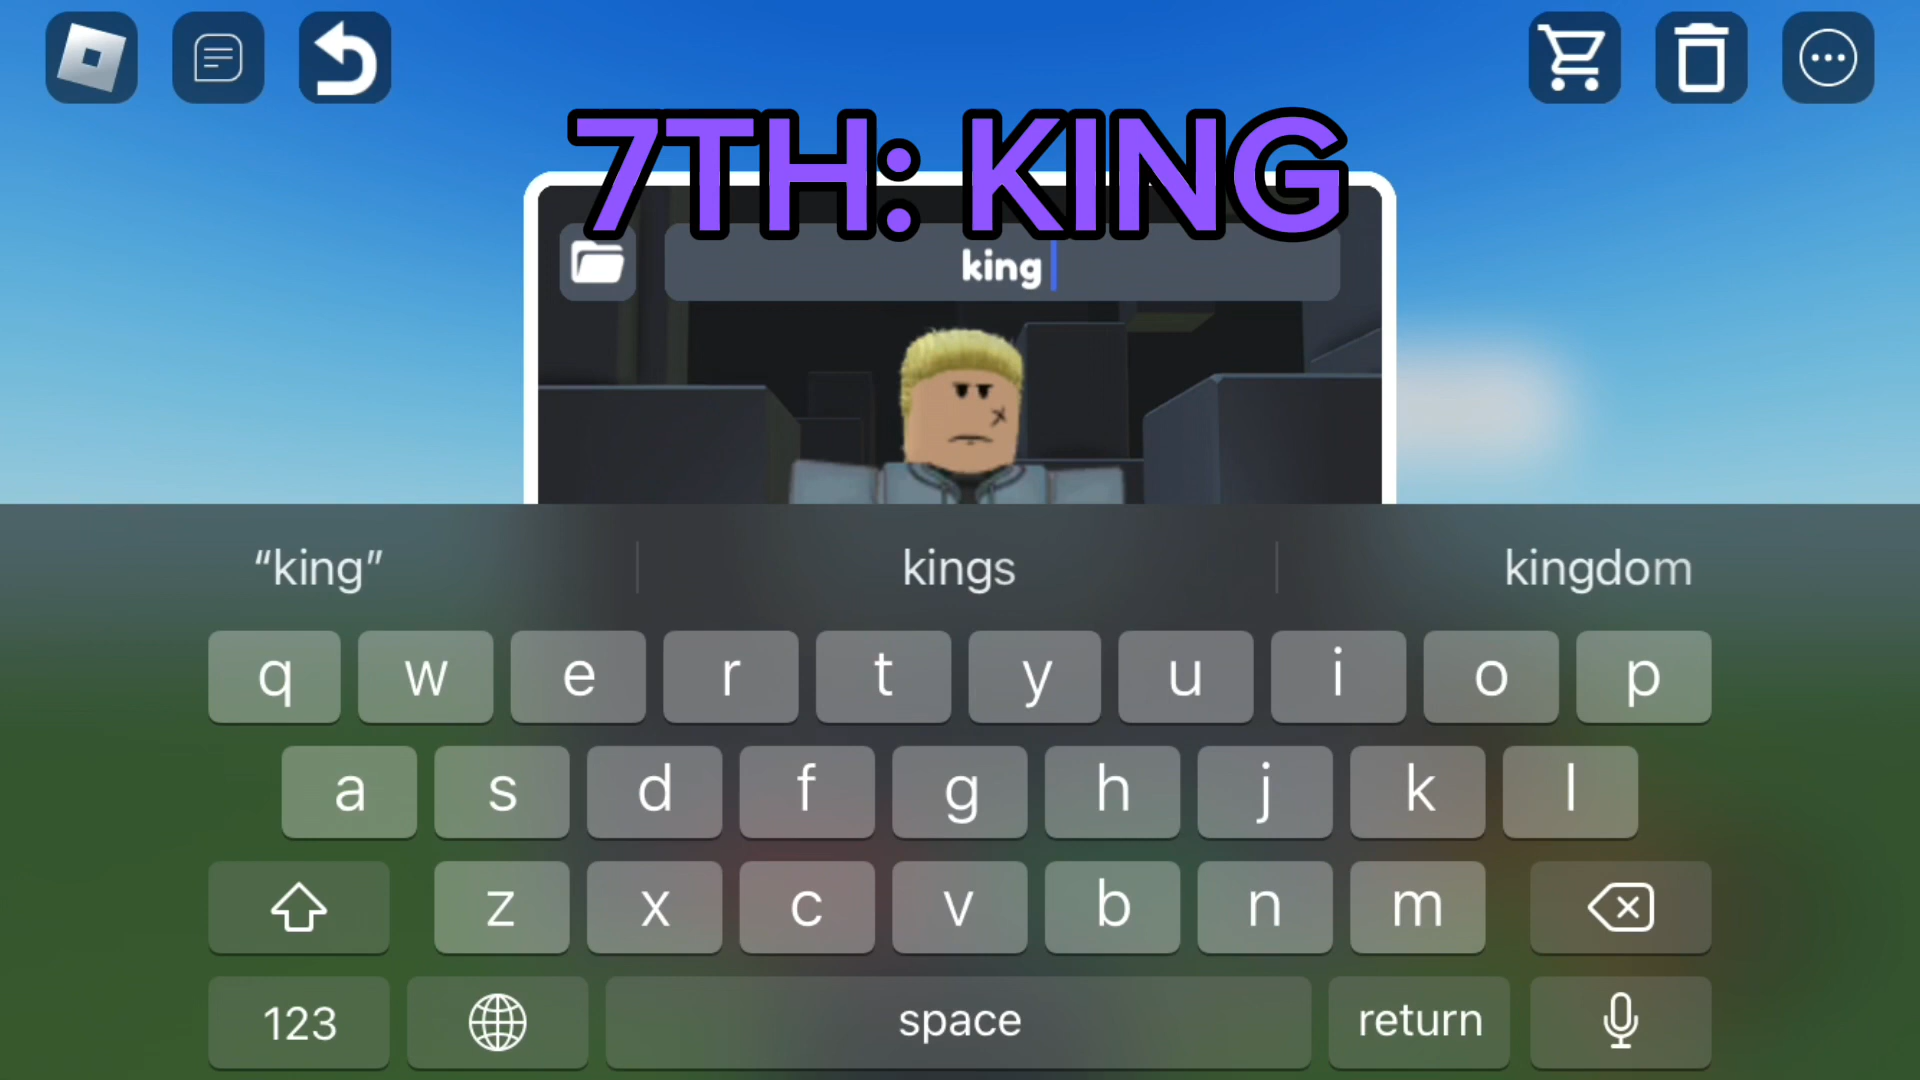 7TH: KING
king
“king” kings kingdom
q w e r t y u i o p
a s d f g h j k l
z x c v b n m
123 space return